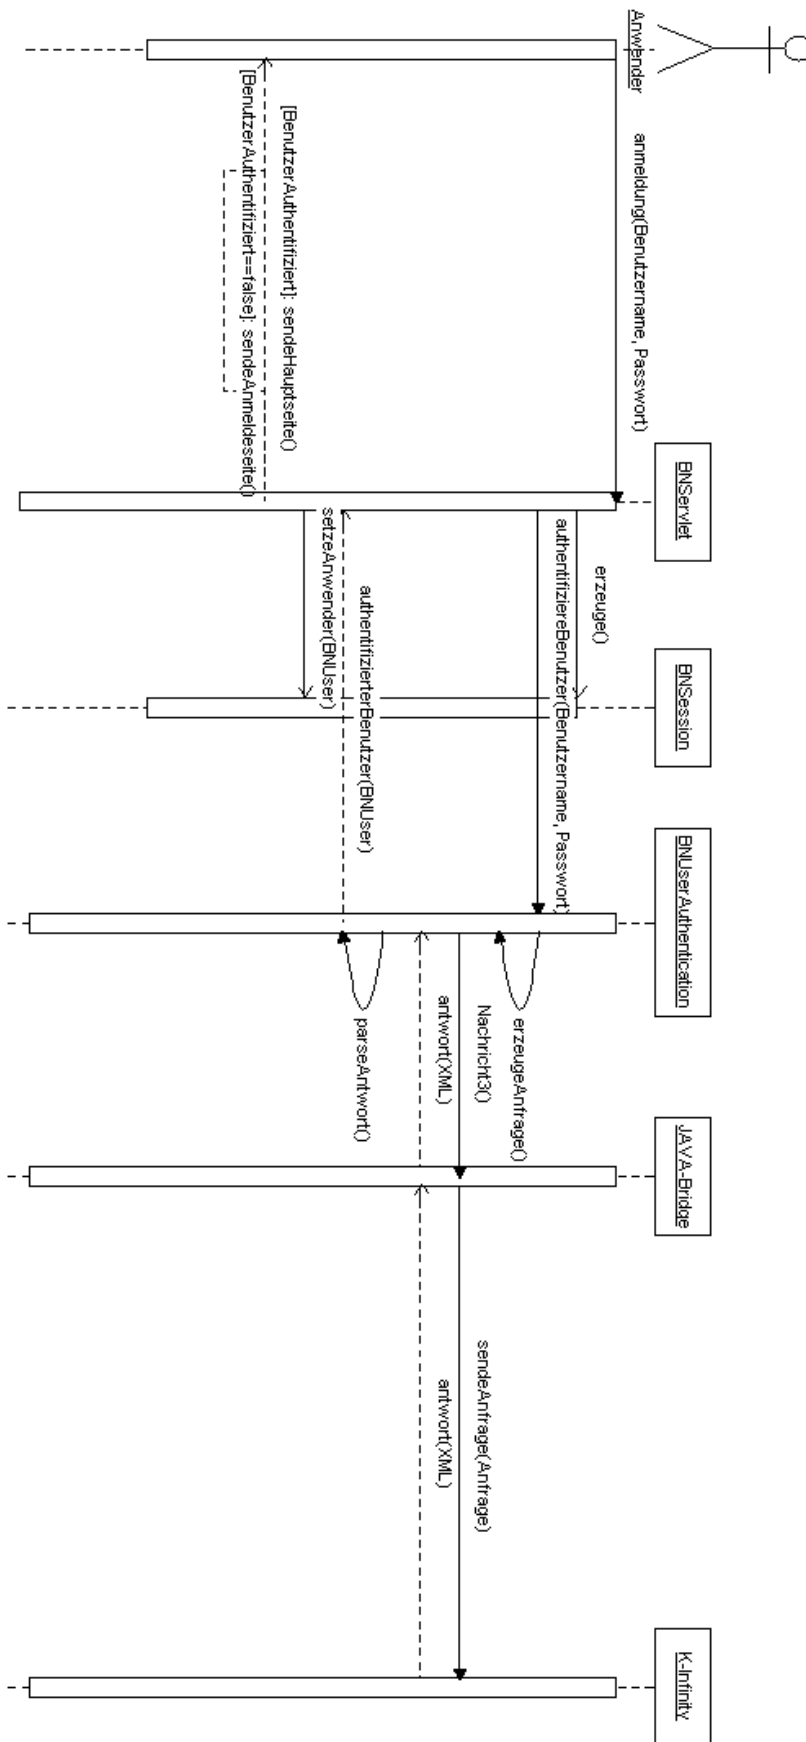 Anwender
BNServlet
BNSession
BNUserAuthentication
JAVA-Bridge
K-Infinity
anmeldung(Benutzername, Passwort)
erzeuge()
authentifiziereBenutzer(Benutzername, Passwort)
erzeugeAnfrage()
Nachricht3()
sendeAnfrage(Anfrage)
antwort(XML)
antwort(XML)
parseAntwort()
authentifizierterBenutzer(BNUser)
setzeAnwender(BNUser)
[BenutzerAuthentifiziert]: sendeHauptseite()
[BenutzerAuthentifiziert==false]: sendeAnmeldeseite()